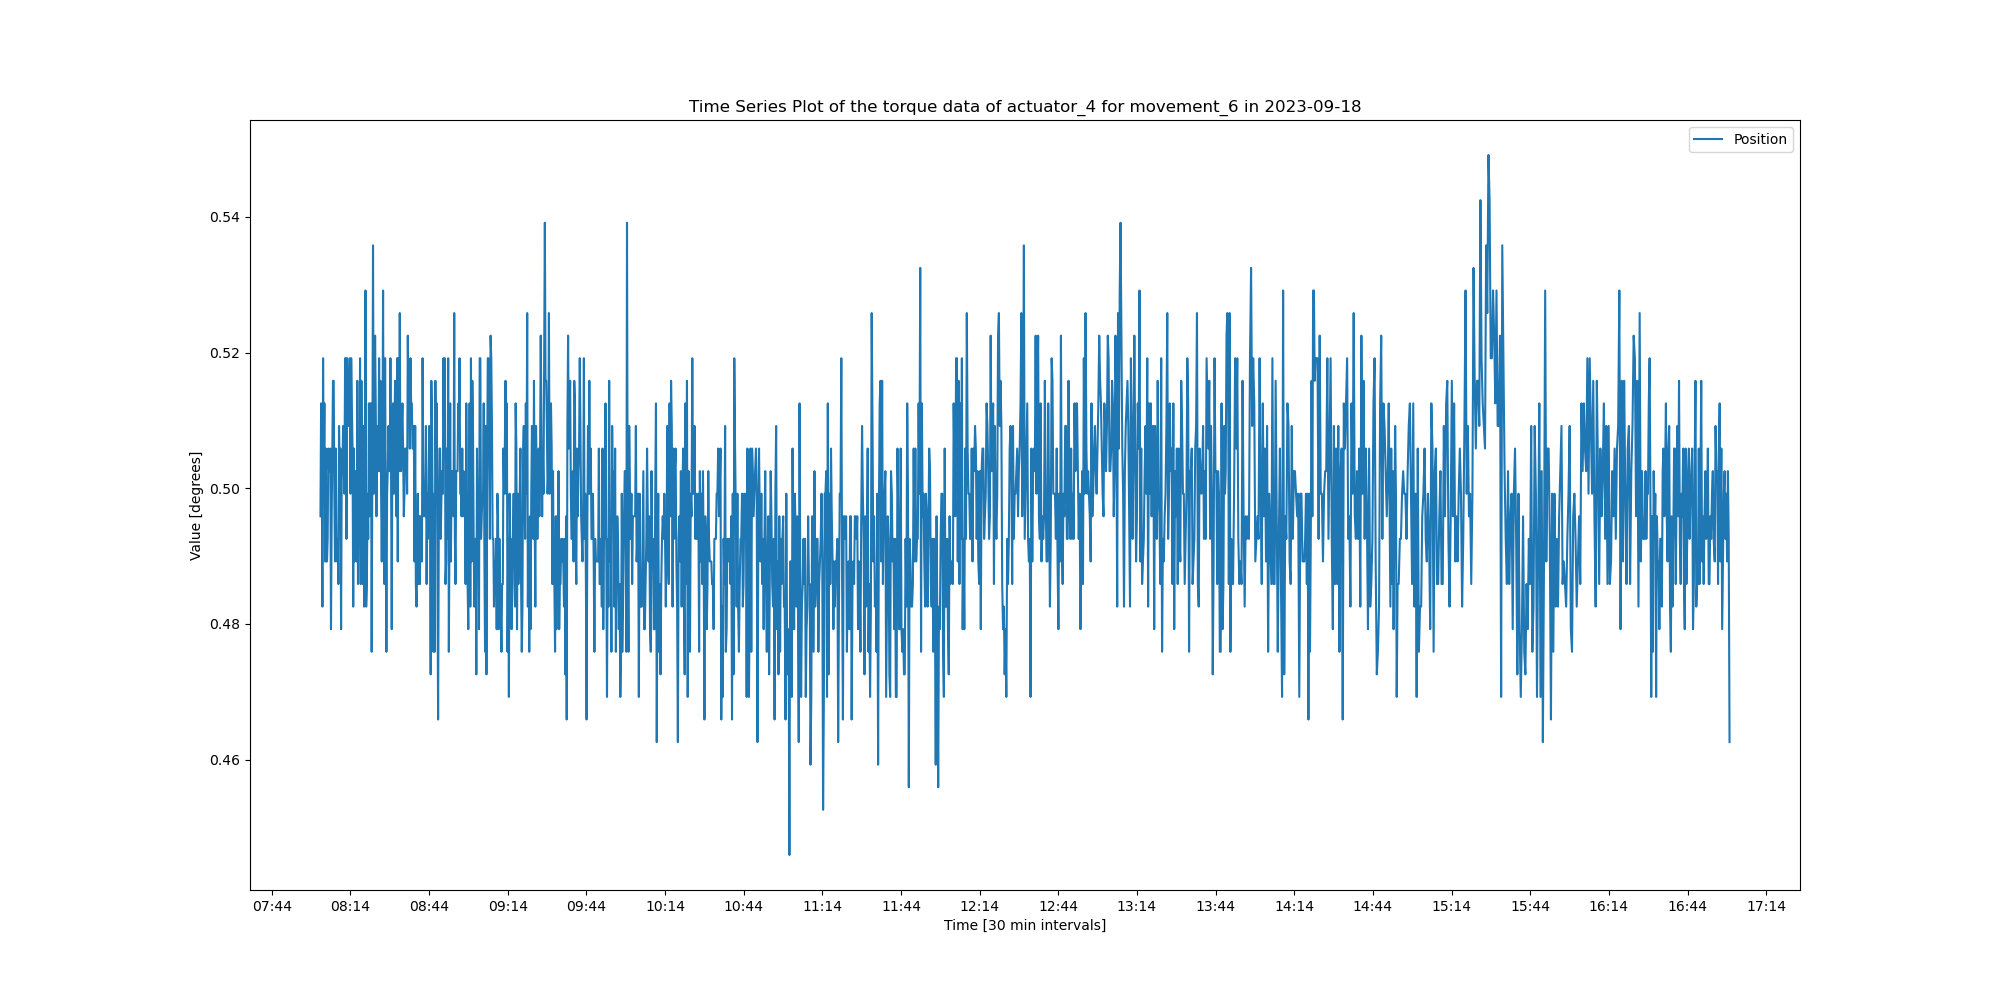 Time Series Plot of the torque data of actuator_4 for movement_6 in 2023-09-18
Position
0.54
0.52
0.50
0.48
0.46
Value [degrees]
07:44 08:14 08:44 09:14 09:44 10:14 10:44 11:14 11:44 12:14 12:44 13:14 13:44 14:14 14:44 15:14 15:44 16:14 16:44 17:14
Time [30 min intervals]